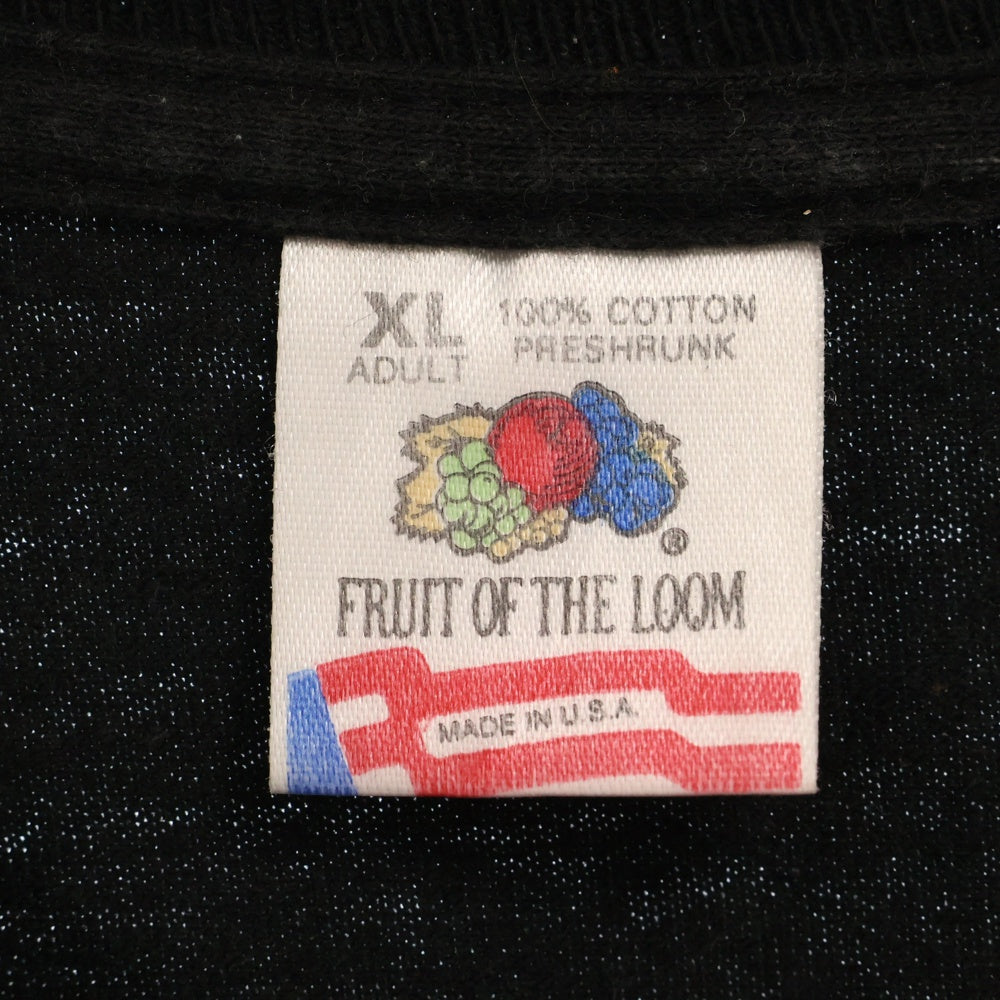 XL
ADULT
100% COTTON
PRESHRUNK
®
FRUIT OF THE LOOM
MADE IN U.S.A.